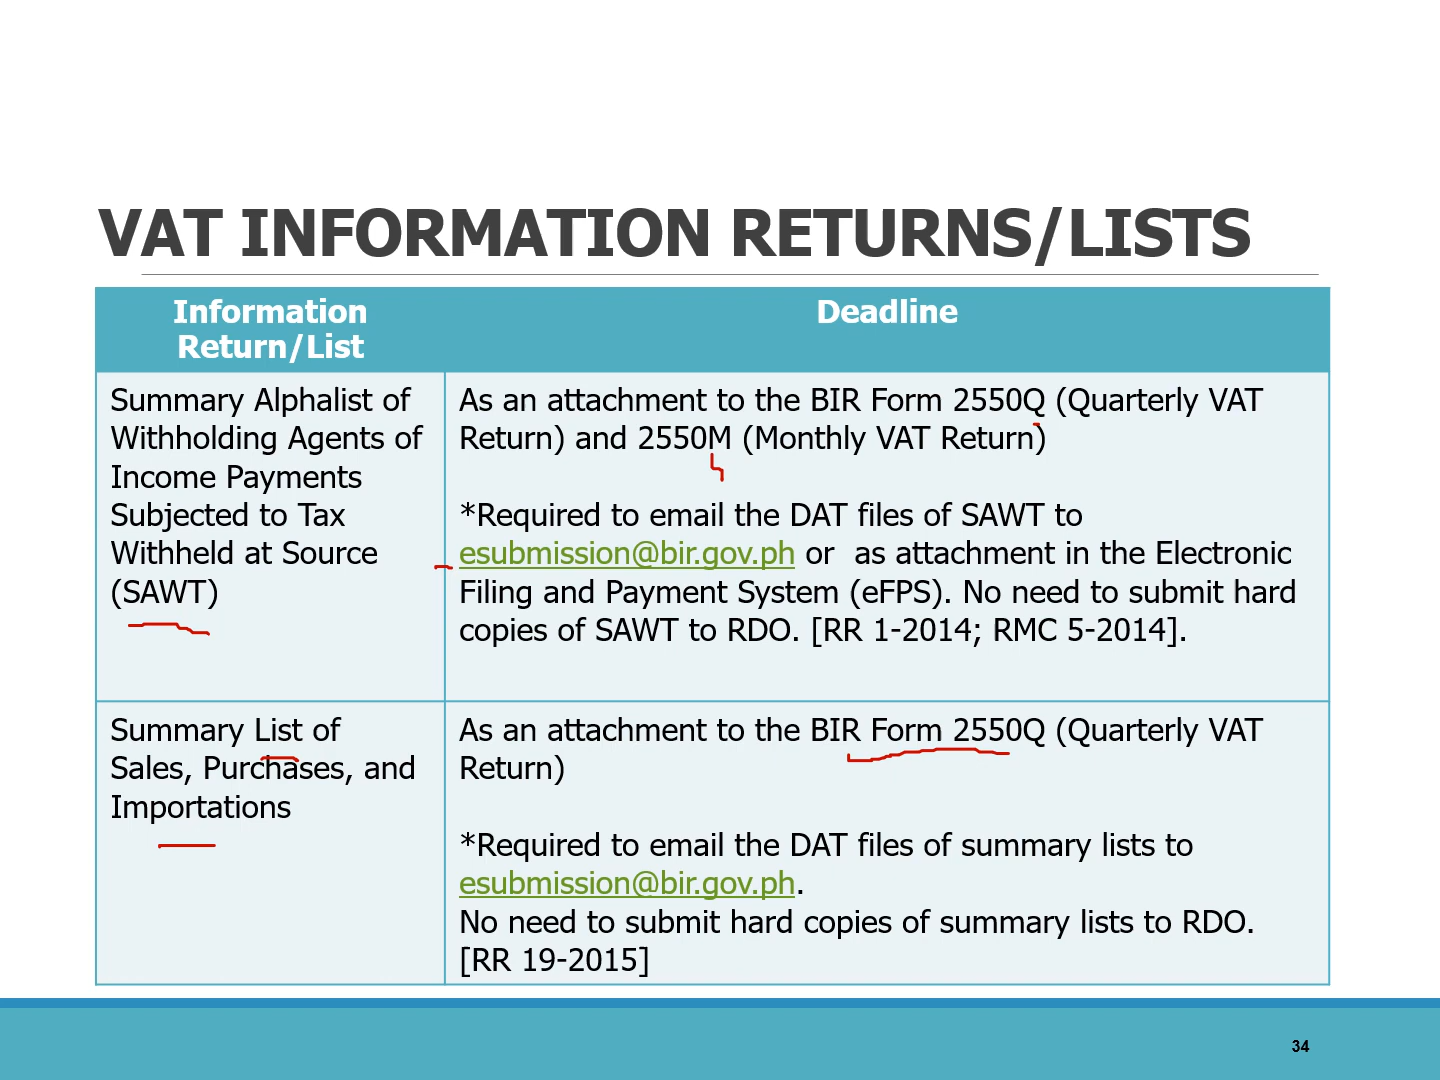 VAT INFORMATION RETURNS/LISTS
Information
Return/List
Deadline
Summary Alphalist of
Withholding Agents of
Income Payments
Subjected to Tax
Withheld at Source
(SAWT)
As an attachment to the BIR Form 2550Q (Quarterly VAT
Return) and 2550M (Monthly VAT Return)
*Required to email the DAT files of SAWT to
esubmission@bir.gov.ph or  as attachment in the Electronic
Filing and Payment System (eFPS). No need to submit hard
copies of SAWT to RDO. [RR 1-2014; RMC 5-2014].
Summary List of
Sales, Purchases, and
Importations
As an attachment to the BIR Form 2550Q (Quarterly VAT
Return)
*Required to email the DAT files of summary lists to
esubmission@bir.gov.ph.
No need to submit hard copies of summary lists to RDO.
[RR 19-2015]
34